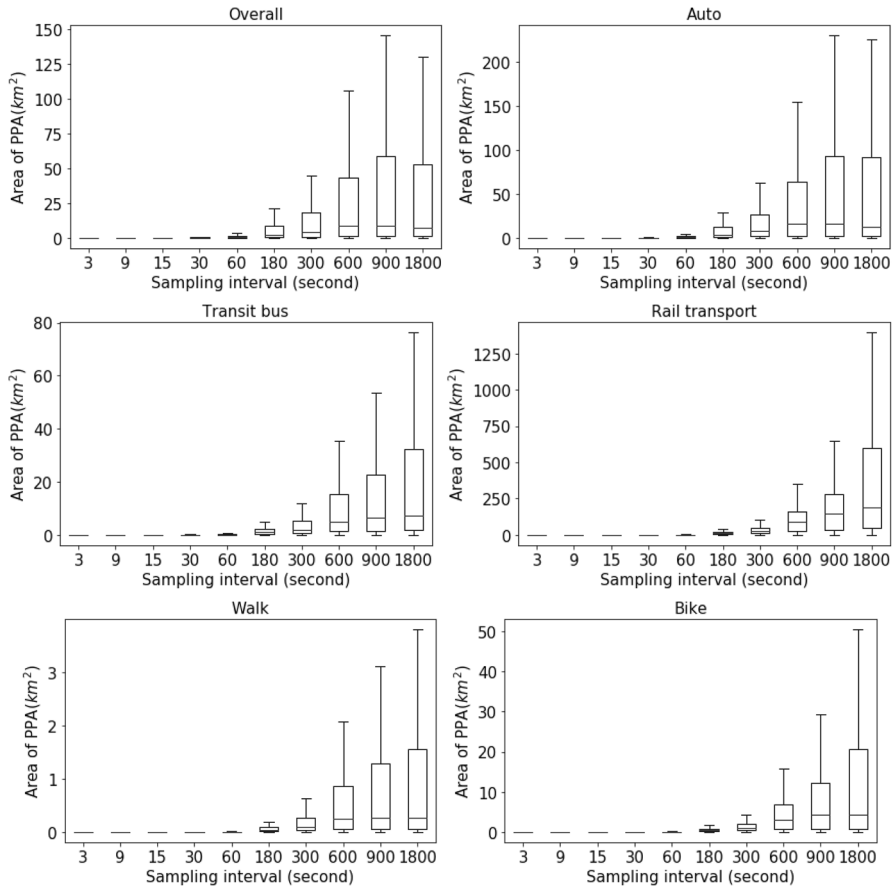 Overall
Area of PPA(km²)
150
125
100
75
50
25
0
3 9 15 30 60 180 300 600 900 1800
Sampling interval (second)
Auto
Area of PPA(km²)
200
150
100
50
0
3 9 15 30 60 180 300 600 900 1800
Sampling interval (second)
Transit bus
Area of PPA(km²)
80
60
40
20
0
3 9 15 30 60 180 300 600 900 1800
Sampling interval (second)
Rail transport
Area of PPA(km²)
1250
1000
750
500
250
0
3 9 15 30 60 180 300 600 900 1800
Sampling interval (second)
Walk
Area of PPA(km²)
3
2
1
0
3 9 15 30 60 180 300 600 900 1800
Sampling interval (second)
Bike
Area of PPA(km²)
50
40
30
20
10
0
3 9 15 30 60 180 300 600 900 1800
Sampling interval (second)